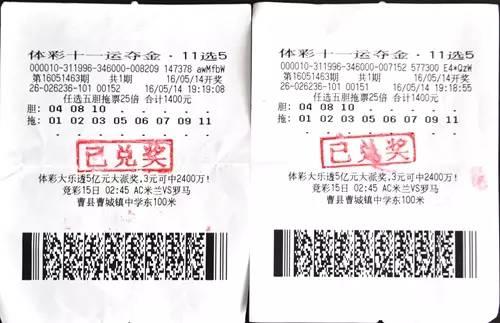 体彩十一运夺金·11选5
000010-311996-346000-008209 147378 awMfbW
第16051463期 共1期 16/05/14开奖
26-026236-101 00152 16/05/14 19:19:08
任选五胆拖票25倍 合计1400元
胆: 04 08 10
拖: 01 02 03 05 06 07 09 11
已兑奖
体彩大乐透5亿元大派奖,3元可中2400万!
竞彩15日 02:45 AC米兰VS罗马
曹县曹城镇中学东100米
体彩十一运夺金·11选5
000010-311996-346000-007152 577300 E4*QzW
第16051463期 共1期 16/05/14开奖
26-026236-101 00151 16/05/14 19:18:55
任选五胆拖票25倍 合计1400元
胆: 04 08 10
拖: 01 02 03 05 06 07 09 11
已兑奖
体彩大乐透5亿元大派奖,3元可中2400万!
竞彩15日 02:45 AC米兰VS罗马
曹县曹城镇中学东100米